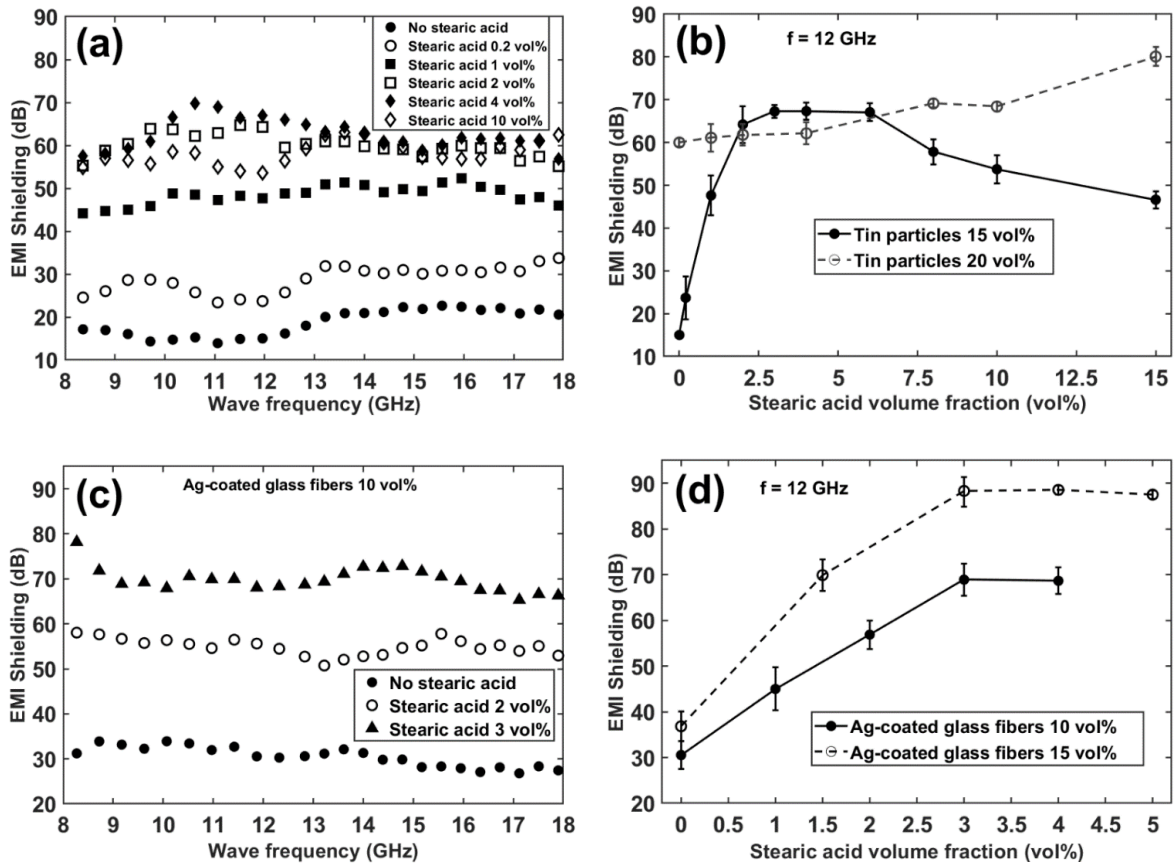 (a)
No stearic acid
Stearic acid 0.2 vol%
Stearic acid 1 vol%
Stearic acid 2 vol%
Stearic acid 4 vol%
Stearic acid 10 vol%
90
80
70
60
50
40
30
20
10
EMI Shielding (dB)
8 9 10 11 12 13 14 15 16 17 18
Wave frequency (GHz)
(b)
f = 12 GHz
90
80
70
60
50
40
30
20
10
EMI Shielding (dB)
Tin particles 15 vol%
Tin particles 20 vol%
0 2.5 5 7.5 10 12.5 15
Stearic acid volume fraction (vol%)
(c)
Ag-coated glass fibers 10 vol%
90
80
70
60
50
40
30
20
EMI Shielding (dB)
No stearic acid
Stearic acid 2 vol%
Stearic acid 3 vol%
8 9 10 11 12 13 14 15 16 17 18
Wave frequency (GHz)
(d)
f = 12 GHz
90
80
70
60
50
40
30
20
EMI Shielding (dB)
Ag-coated glass fibers 10 vol%
Ag-coated glass fibers 15 vol%
0 0.5 1 1.5 2 2.5 3 3.5 4 4.5 5
Stearic acid volume fraction (vol%)